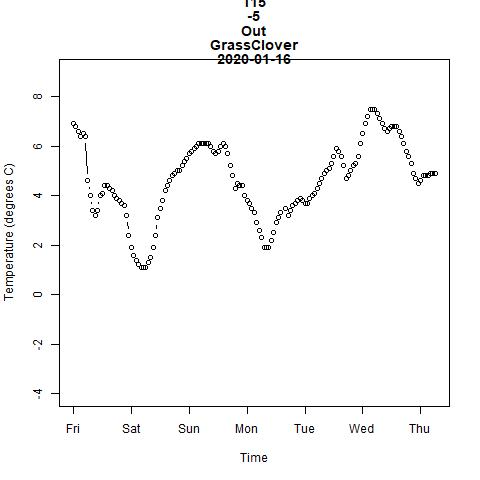 T15
-5
Out
GrassClover
2020-01-16
Temperature (degrees C)
8
6
4
2
0
-2
-4
Fri Sat Sun Mon Tue Wed Thu
Time